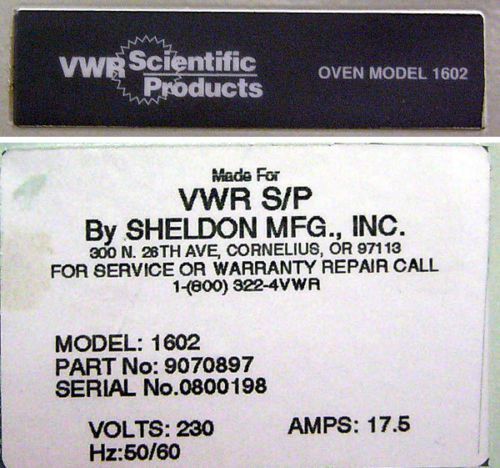 VWR Scientific
Products
OVEN MODEL 1602
Made For
VWR S/P
By SHELDON MFG., INC.
300 N. 26TH AVE, CORNELIUS, OR 97113
FOR SERVICE OR WARRANTY REPAIR CALL
1-(800) 322-4VWR
MODEL: 1602
PART No: 9070897
SERIAL No.0800198
VOLTS: 230 AMPS: 17.5
Hz:50/60